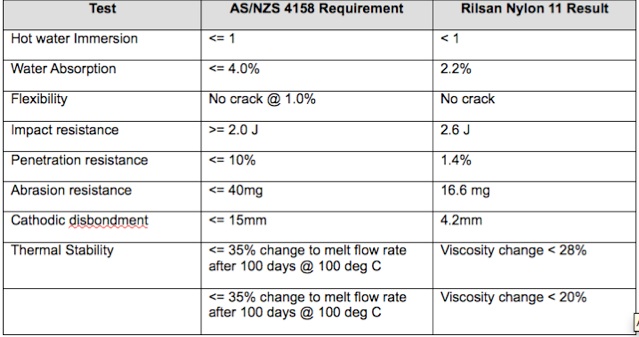 Test AS/NZS 4158 Requirement Rilsan Nylon 11 Result
Hot water Immersion <= 1 < 1
Water Absorption <= 4.0% 2.2%
Flexibility No crack @ 1.0% No crack
Impact resistance >= 2.0 J 2.6 J
Penetration resistance <= 10% 1.4%
Abrasion resistance <= 40mg 16.6 mg
Cathodic disbondment <= 15mm 4.2mm
Thermal Stability <= 35% change to melt flow rate Viscosity change < 28%
after 100 days @ 100 deg C
<= 35% change to melt flow rate Viscosity change < 20%
after 100 days @ 100 deg C